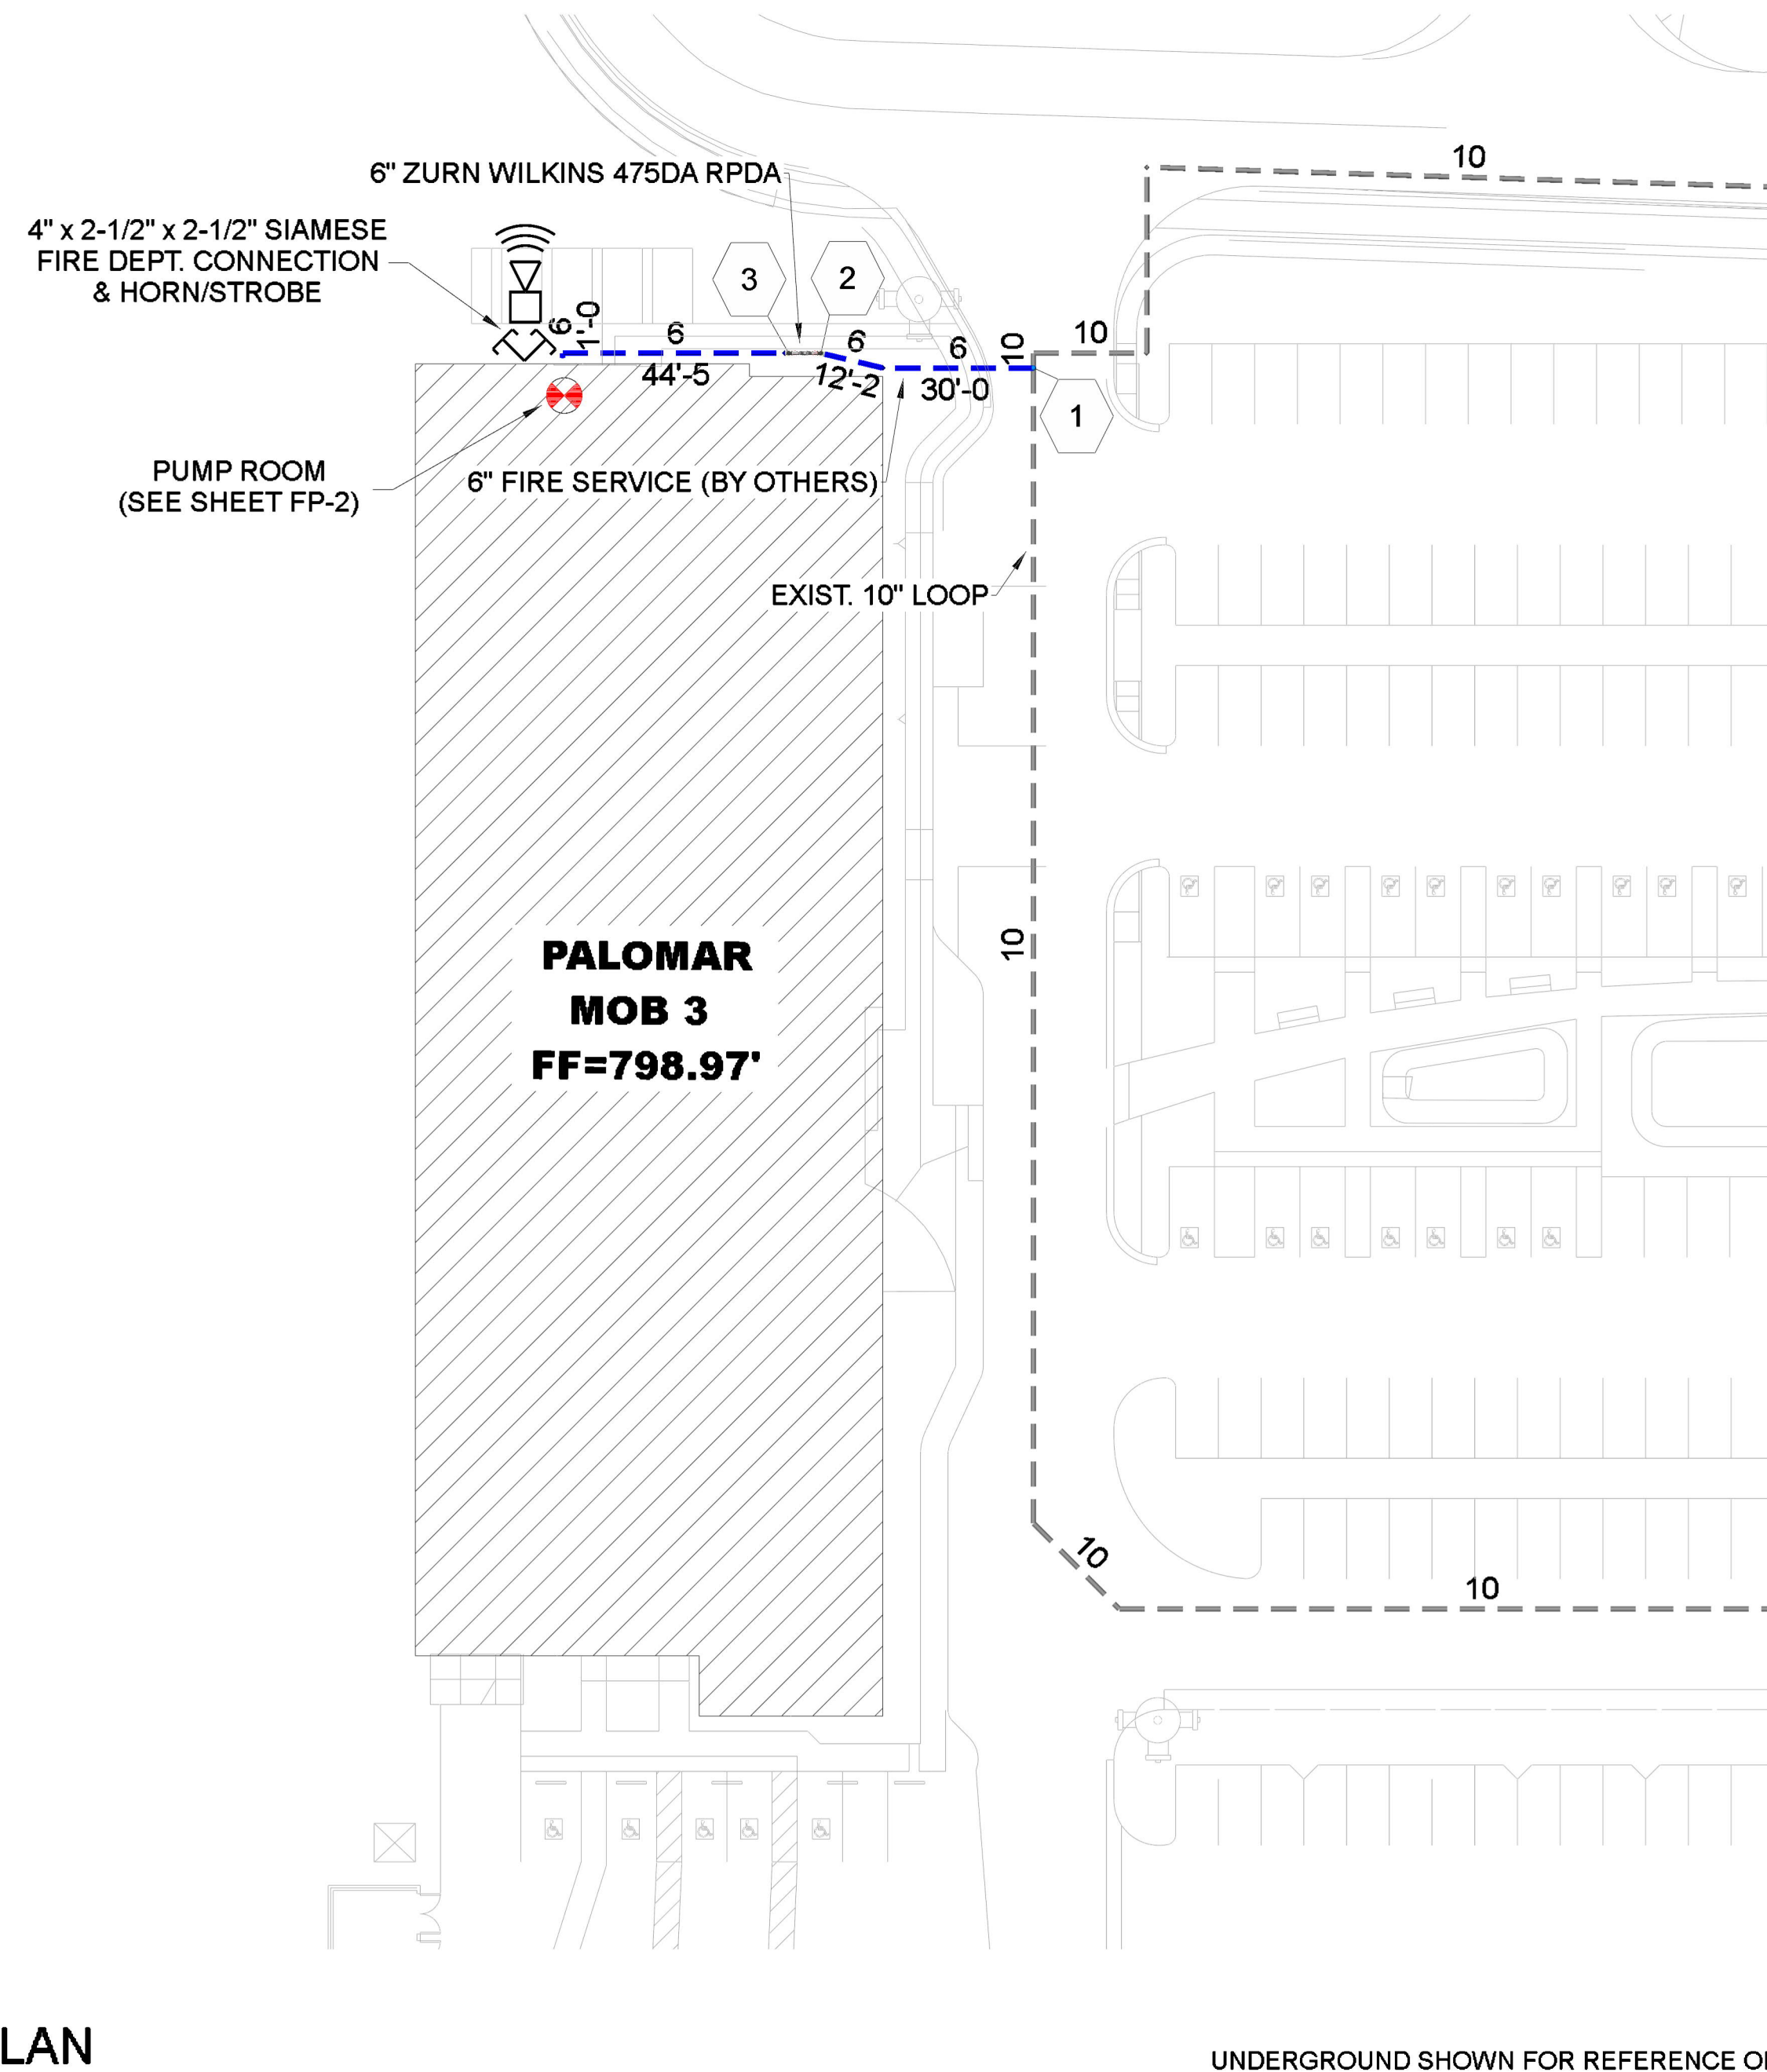 10
6" ZURN WILKINS 475DA RPDA
4" x 2-1/2" x 2-1/2" SIAMESE
FIRE DEPT. CONNECTION
& HORN/STROBE
3
2
6
1'-0
6
44'-5
6
12'-2
6
30'-0
10
10
1
PUMP ROOM
(SEE SHEET FP-2)
6" FIRE SERVICE (BY OTHERS)
EXIST. 10" LOOP
10
PALOMAR
MOB 3
FF=798.97'
10
10
LAN
UNDERGROUND SHOWN FOR REFERENCE